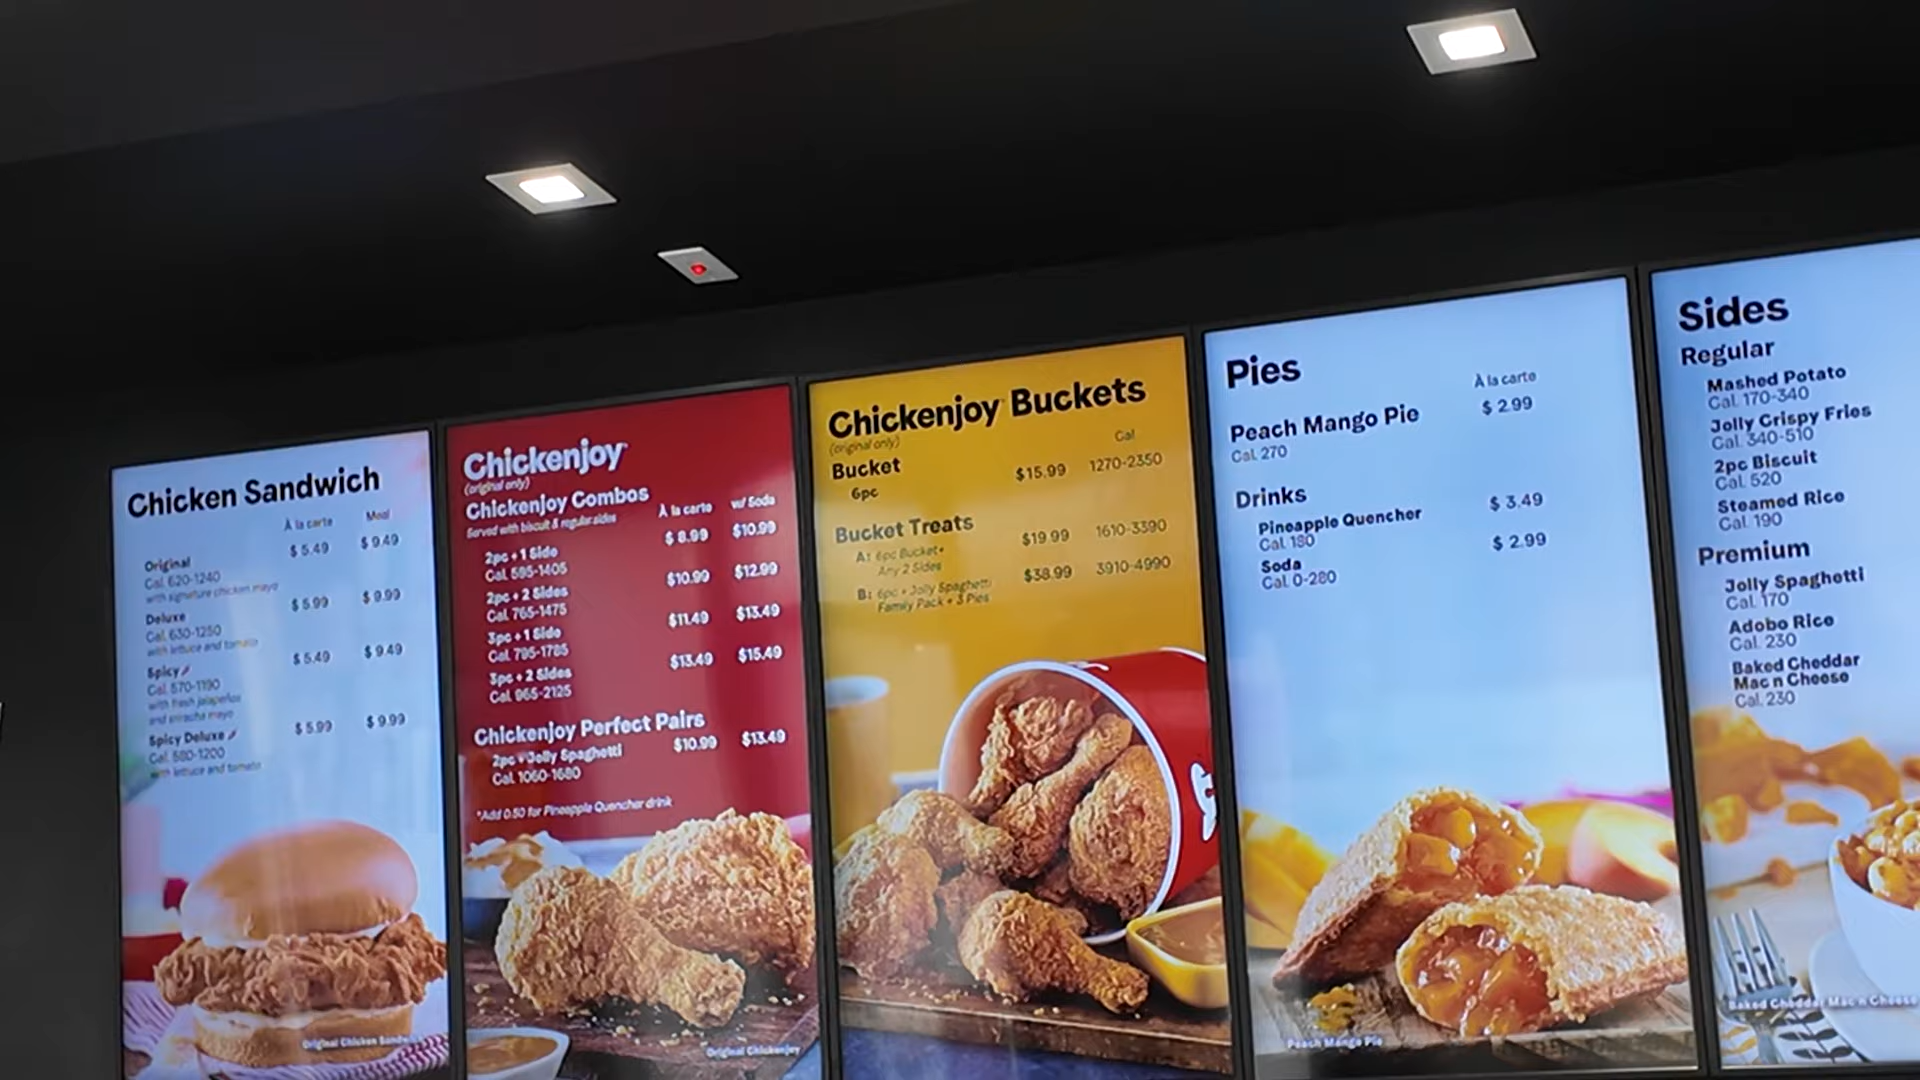 Chicken Sandwich
À la carte Meal
Original $ 5.49 $ 9.49
Cal. 620-1240
with signature chicken mayo
Deluxe $ 5.99 $ 9.99
Cal. 630-1250
with lettuce and tomato
Spicy $ 5.49 $ 9.49
Cal. 570-1190
with fresh jalapeños
and sriracha mayo
Spicy Deluxe $ 5.99 $ 9.99
Cal. 580-1200
with lettuce and tomato
Original Chicken Sandwich
Chickenjoy
(original only)
Chickenjoy Combos
Served with biscuit & regular sides
À la carte w/ Soda
2pc + 1 Side $ 8.99 $10.99
Cal. 595-1405
2pc + 2 Sides $10.99 $12.99
Cal. 765-1475
3pc + 1 Side $11.49 $13.49
Cal. 795-1785
3pc + 2 Sides $13.49 $15.49
Cal. 965-2125
Chickenjoy Perfect Pairs
2pc + Jolly Spaghetti $10.99 $13.49
Cal. 1060-1680
*Add 0.50 for Pineapple Quencher drink
Original Chickenjoy
Chickenjoy Buckets
(original only)
Cal
Bucket
6pc $15.99 1270-2350
Bucket Treats
A: 6pc Bucket + $19.99 1610-3390
Any 2 Sides
B: 6pc + Jolly Spaghetti $38.99 3910-4990
Family Pack + 3 Pies
Pies
À la carte
Peach Mango Pie $ 2.99
Cal. 270
Drinks
Pineapple Quencher $ 3.49
Cal. 180
Soda $ 2.99
Cal. 0-280
Peach Mango Pie
Sides
Regular
Mashed Potato
Cal. 170-340
Jolly Crispy Fries
Cal. 340-510
2pc Biscuit
Cal. 520
Steamed Rice
Cal. 190
Premium
Jolly Spaghetti
Cal. 170
Adobo Rice
Cal. 230
Baked Cheddar
Mac n Cheese
Cal. 230
Baked Cheddar Mac n Cheese